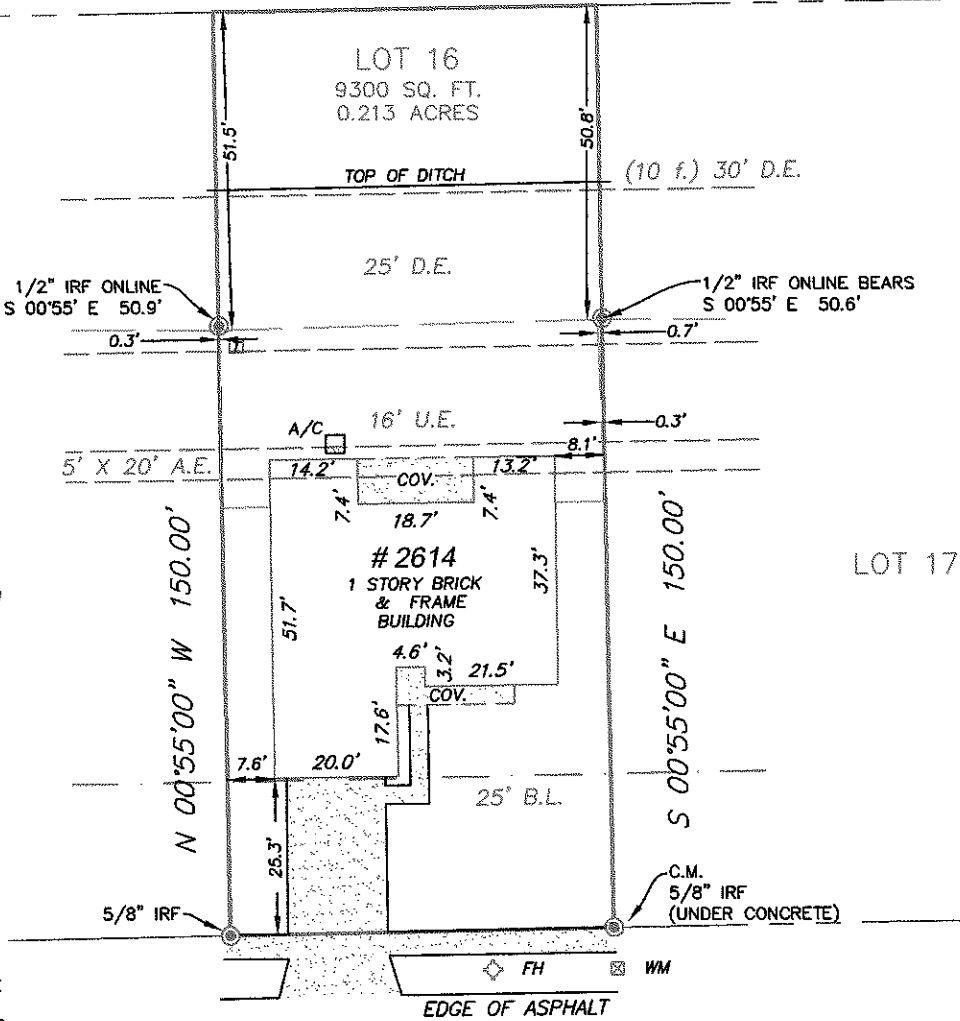 LOT 16
9300 SQ. FT.
0.213 ACRES
51.5'
50.8'
TOP OF DITCH
(10 f.) 30' D.E.
25' D.E.
1/2" IRF ONLINE
S 00°55' E 50.9'
1/2" IRF ONLINE BEARS
S 00°55' E 50.6'
0.3'
T
0.7'
A/C
16' U.E.
0.3'
8.1'
5' X 20' A.E.
14.2'
COV.
13.2'
7.4'
18.7'
7.4'
# 2614
1 STORY BRICK
& FRAME
BUILDING
51.7'
37.3'
N 00°55'00" W 150.00'
S 00°55'00" E 150.00'
LOT 17
4.6'
3.2'
21.5'
COV.
17.6'
7.6'
20.0'
25' B.L.
25.3'
5/8" IRF
C.M.
5/8" IRF
(UNDER CONCRETE)
FH
WM
EDGE OF ASPHALT